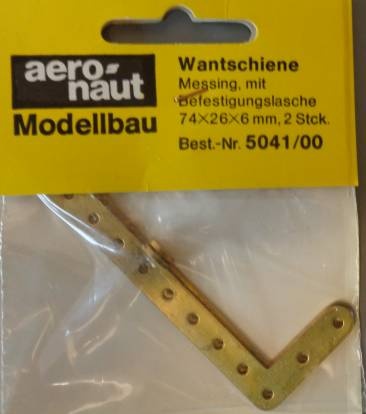 aero-
naut
Modellbau
Wantschiene
Messing, mit
Befestigungslasche
74×26×6 mm, 2 Stck.
Best.-Nr. 5041/00